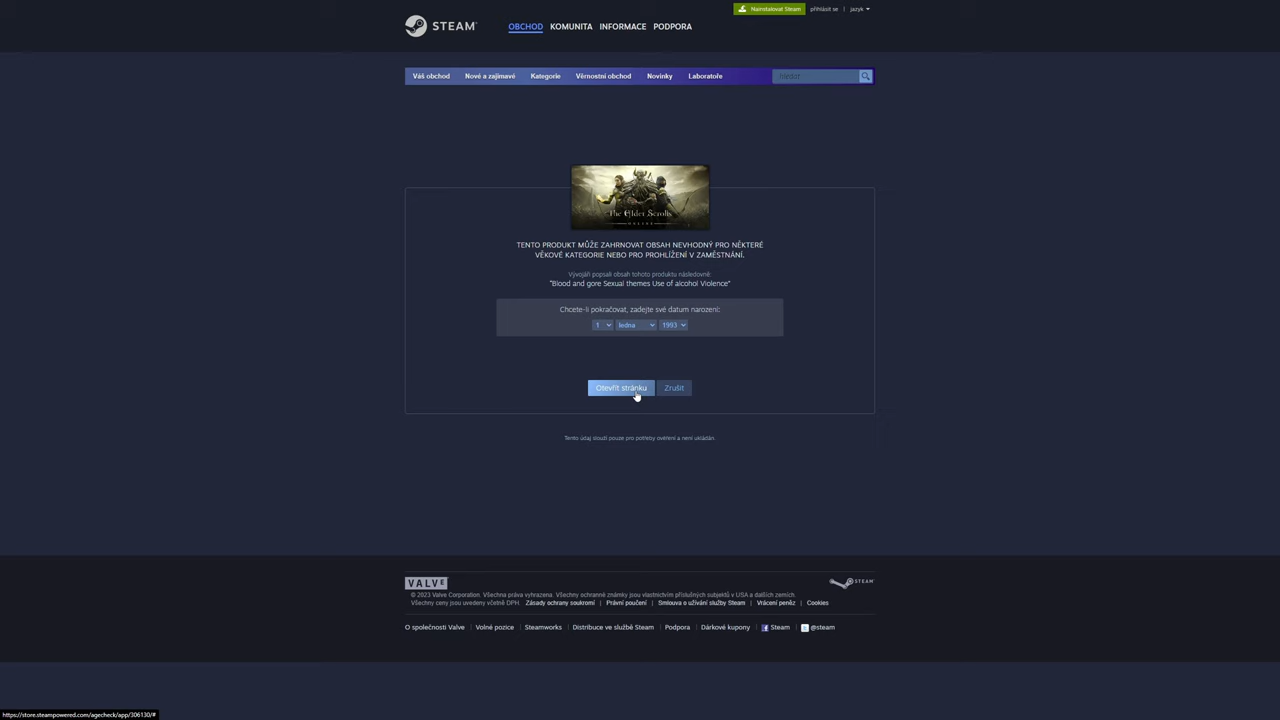 Nainstalovat Steam
přihlásit se
|
jazyk
STEAM®
OBCHOD
KOMUNITA
INFORMACE
PODPORA
Váš obchod
Nové a zajímavé
Kategorie
Věrnostní obchod
Novinky
Laboratoře
hledat
The Elder Scrolls
ONLINE
TENTO PRODUKT MŮŽE ZAHRNOVAT OBSAH NEVHODNÝ PRO NĚKTERÉ
VĚKOVÉ KATEGORIE NEBO PRO PROHLÍŽENÍ V ZAMĚSTNÁNÍ.
Vývojáři popsali obsah tohoto produktu následovně:
"Blood and gore Sexual themes Use of alcohol Violence"
Chcete-li pokračovat, zadejte své datum narození:
1
ledna
1993
Otevřít stránku
Zrušit
Tento údaj slouží pouze pro potřeby ověření a není ukládán.
VALVE
STEAM
© 2023 Valve Corporation. Všechna práva vyhrazena. Všechny ochranné známky jsou vlastnictvím příslušných subjektů v USA a dalších zemích.
Všechny ceny jsou uvedeny včetně DPH. Zásady ochrany soukromí | Právní poučení | Smlouva o užívání služby Steam | Vrácení peněz | Cookies
O společnosti Valve | Volné pozice | Steamworks | Distribuce ve službě Steam | Podpora | Dárkové kupony | Steam | @steam
https://store.steampowered.com/agecheck/app/306130/#